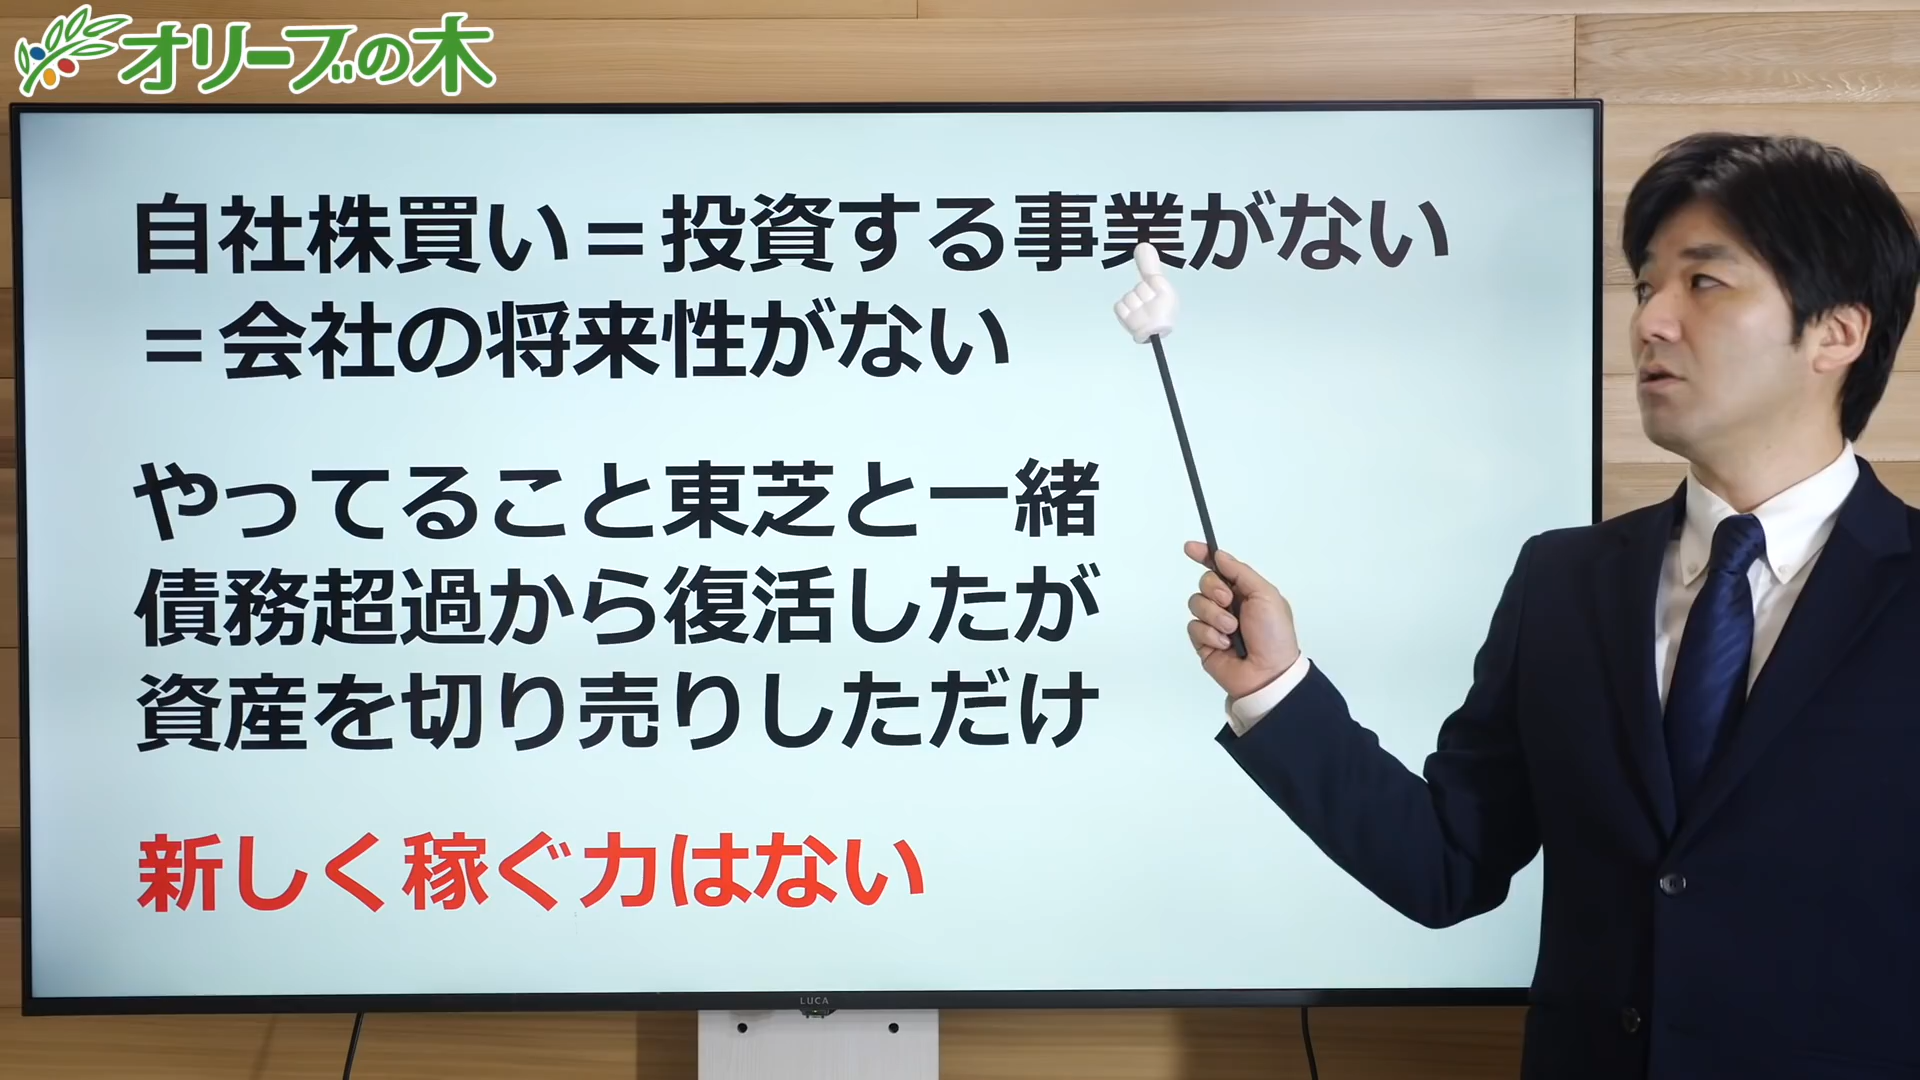 オリーブの木
自社株買い＝投資する事業がない
＝会社の将来性がない
やってること東芝と一緒
債務超過から復活したが
資産を切り売りしただけ
新しく稼ぐ力はない
LUCA